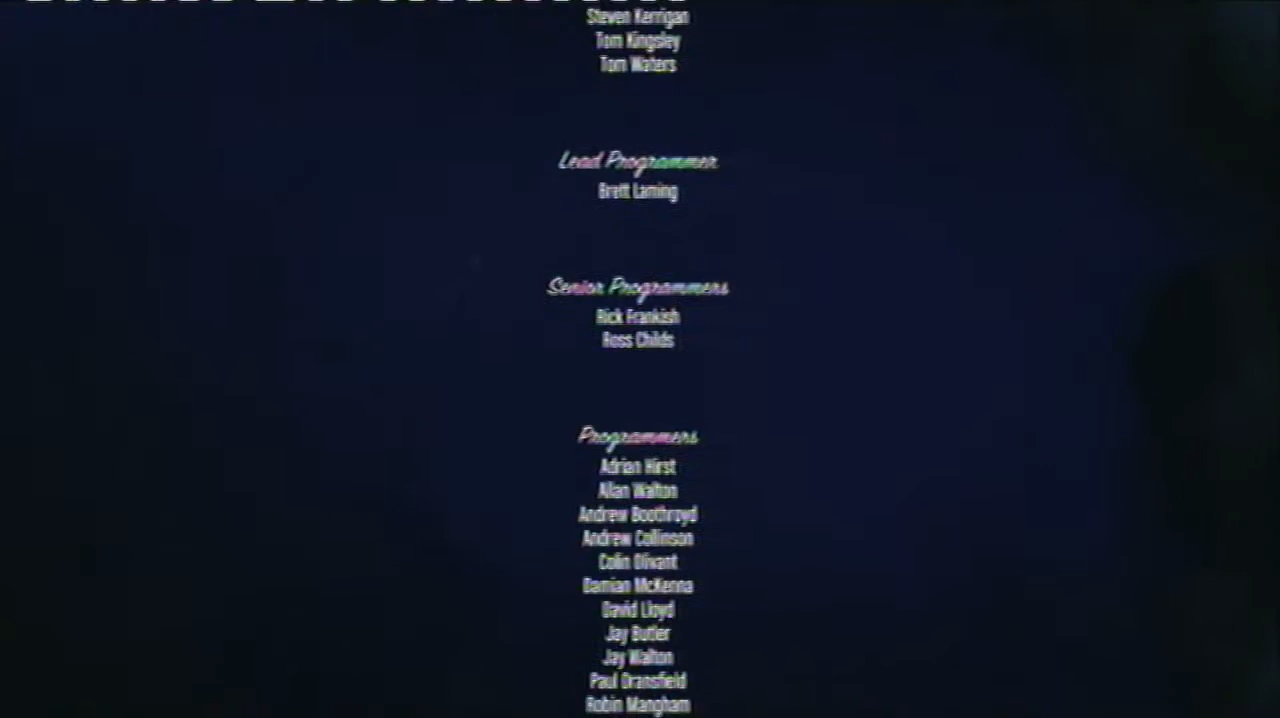 Steven Kerrigan
Tom Kingsley
Tom Waters
Lead Programmer
Brett Laming
Senior Programmers
Rick Frankish
Ross Childs
Programmers
Adrian Hirst
Allan Walton
Andrew Boothroyd
Andrew Collinson
Colin Olivant
Damian McKenna
David Lloyd
Jay Butler
Jay Walton
Paul Dransfield
Robin Mangham